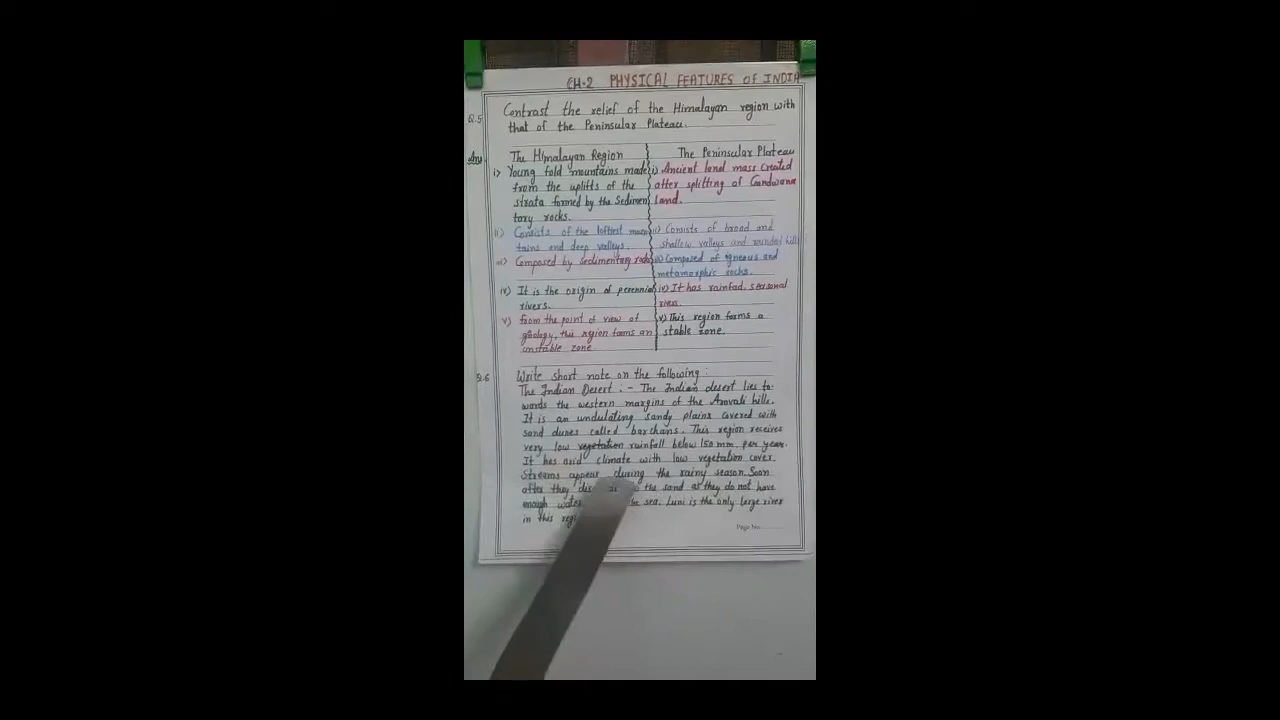 CH-2 PHYSICAL FEATURES OF INDIA
Q.5 Contrast the relief of the Himalayan region with
that of the Peninsular Plateau.
Ans. The Himalayan Region
i) Young fold mountains made
from the uplifts of the
strata formed by the Sedimen
tary rocks.
ii) Consists of the loftiest moun
tains and deep valleys.
iii) Composed by sedimentary rocks
iv) It is the origin of perennial
rivers.
v) from the point of view of
geology, this region forms an
unstable zone.
The Peninsular Plateau
i) Ancient land mass created
after splitting of Gondwana
land.
ii) Consists of broad and
shallow valleys and rounded hills
iii) Composed of igneous and
metamorphic rocks.
iv) It has rainfad, seasonal
rivers.
v) This region forms a
stable zone.
Q.6 Write short note on the following:
The Indian Desert : - The Indian desert lies to-
wards the western margins of the Aravali hills.
It is an undulating sandy plains covered with
sand dunes called barchans. This region receives
very low vegetation rainfall below 150 mm. per year.
It has arid climate with low vegetation cover.
Streams appear during the rainy season. Soon
after they the sand as they do not have
enough water sea. Luni is the only large river
in this
Page No.